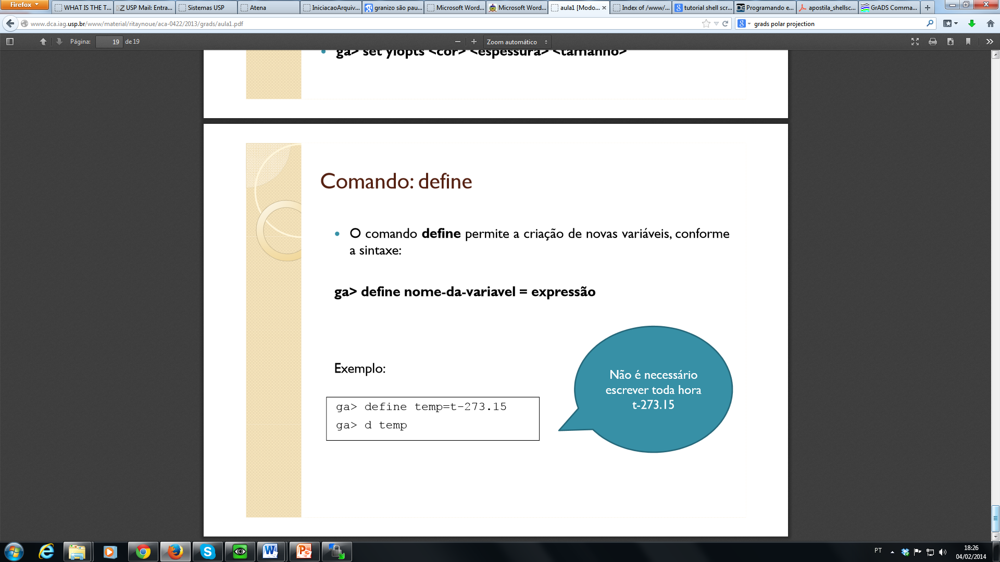 Firefox
WHAT IS THE T...
USP Mail: Entra...
Sistemas USP
Atena
IniciacaoArquiv...
granizo são pau...
Microsoft Word...
Microsoft Word...
aula1 [Modo...
Index of /www/...
tutorial shell scr...
Programando e...
apostila_shellsc...
GrADS Comma...
www.dca.iag.usp.br/www/material/ritaynoue/aca-0422/2013/grads/aula1.pdf
grads polar projection
Página: 19 de 19
Zoom automático
ga> set ylopts <cor> <espessura> <tamanho>
Comando: define
• O comando define permite a criação de novas variáveis, conforme
a sintaxe:
ga> define nome-da-variavel = expressão
Exemplo:
ga> define temp=t-273.15
ga> d temp
Não é necessário
escrever toda hora
t-273.15
PT
18:26
04/02/2014